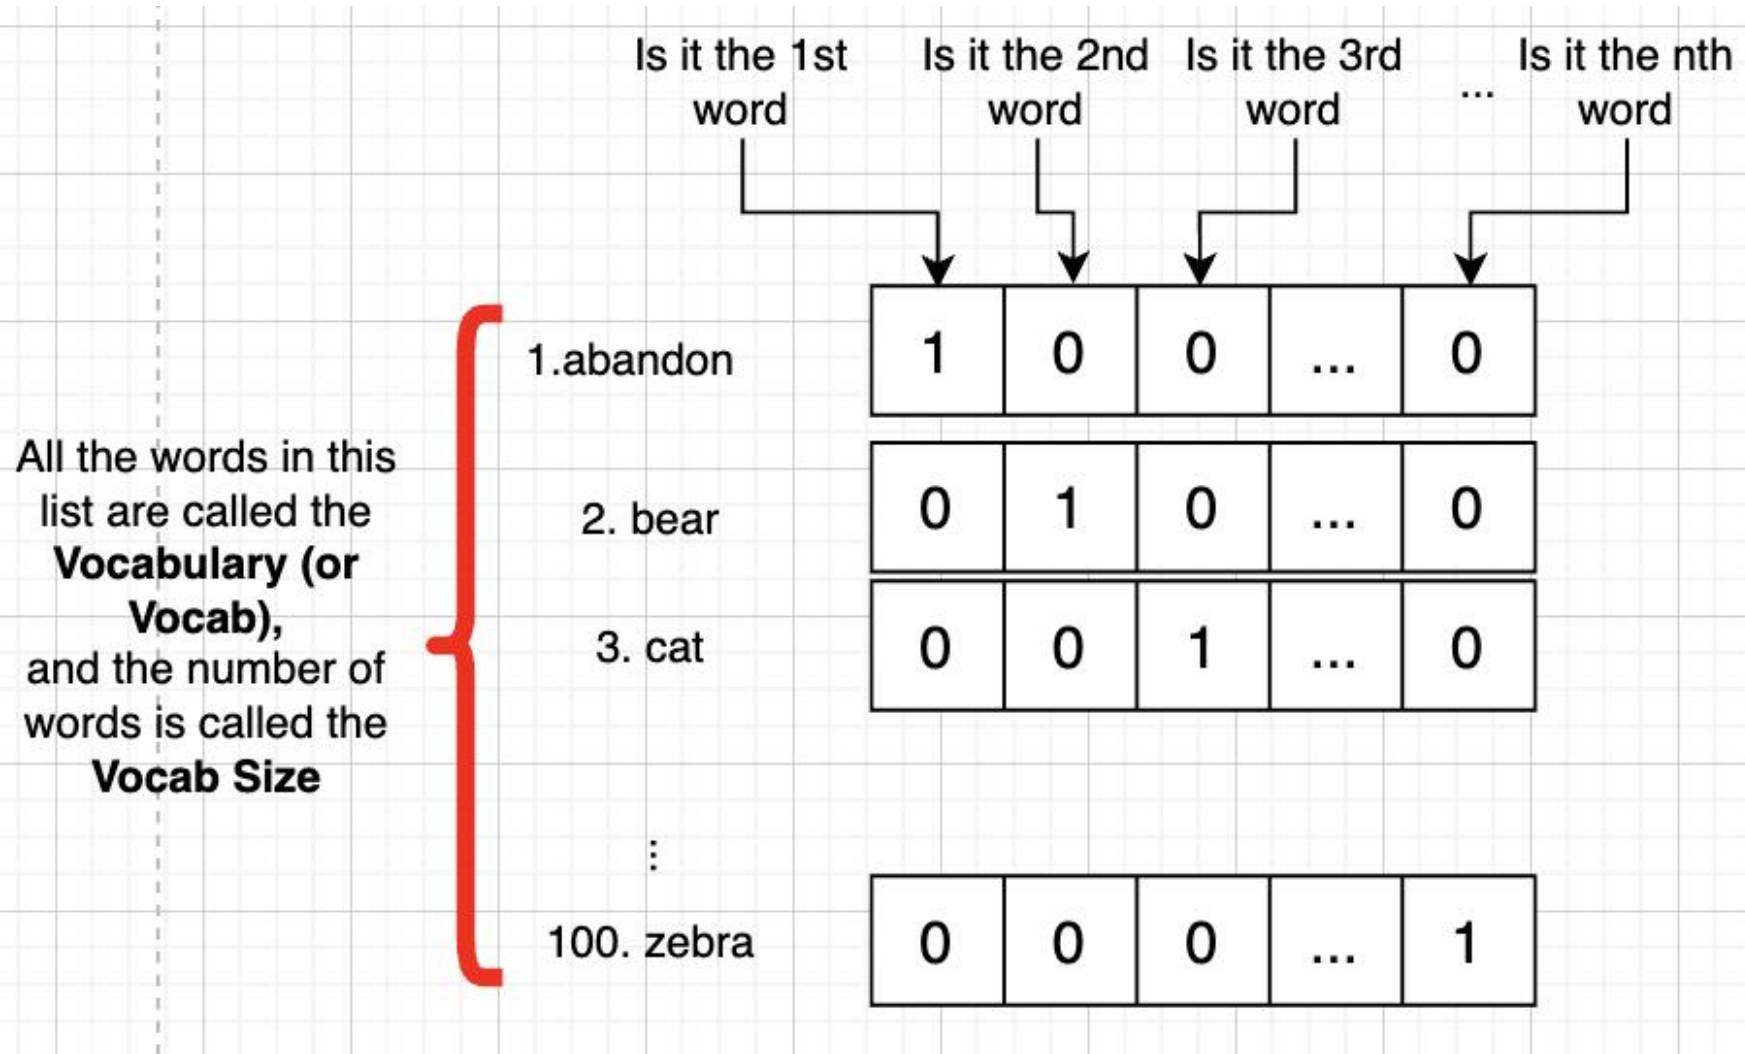 Is it the 1st
word
Is it the 2nd
word
Is it the 3rd
word
...
Is it the nth
word
All the words in this
list are called the
Vocabulary (or
Vocab),
and the number of
words is called the
Vocab Size
1.abandon
1 0 0 ... 0
2. bear
0 1 0 ... 0
3. cat
0 0 1 ... 0
...
100. zebra
0 0 0 ... 1